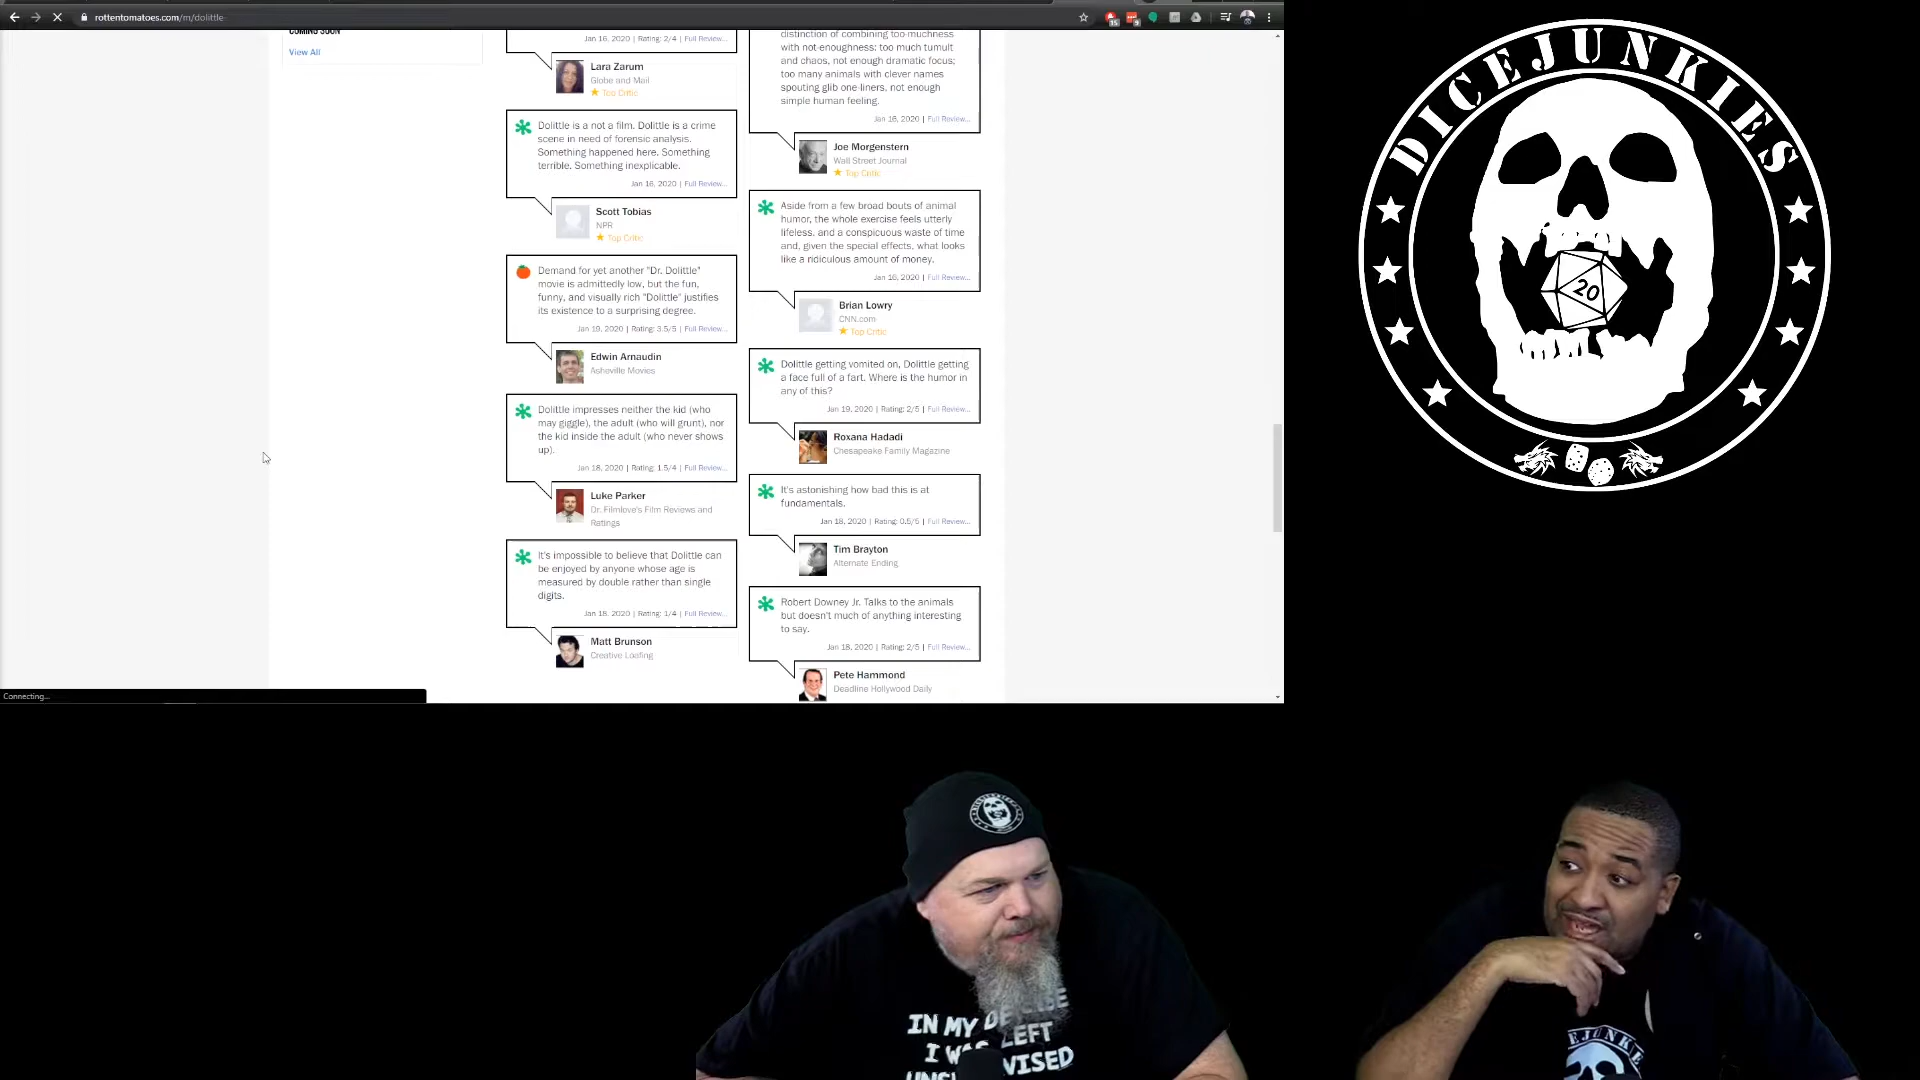 rottentomatoes.com/m/dolittle
COMING SOON
View All
Jan 16, 2020 | Rating: 2/4 | Full Review...
Lara Zarum
Globe and Mail
Top Critic
Dolittle is a not a film. Dolittle is a crime
scene in need of forensic analysis.
Something happened here. Something
terrible. Something inexplicable.
Jan 16, 2020 | Full Review...
Scott Tobias
NPR
Top Critic
Demand for yet another "Dr. Dolittle"
movie is admittedly low, but the fun,
funny, and visually rich "Dolittle" justifies
its existence to a surprising degree.
Jan 19, 2020 | Rating: 3.5/5 | Full Review...
Edwin Arnaudin
Asheville Movies
Dolittle impresses neither the kid (who
may giggle), the adult (who will grunt), nor
the kid inside the adult (who never shows
up).
Jan 18, 2020 | Rating: 1.5/4 | Full Review...
Luke Parker
Dr. Filmlove's Film Reviews and
Ratings
It's impossible to believe that Dolittle can
be enjoyed by anyone whose age is
measured by double rather than single
digits.
Jan 18, 2020 | Rating: 1/4 | Full Review...
Matt Brunson
Creative Loafing
distinction of combining too-muchness
with not-enoughness: too much tumult
and chaos, not enough dramatic focus;
too many animals with clever names
spouting glib one-liners, not enough
simple human feeling.
Jan 16, 2020 | Full Review...
Joe Morgenstern
Wall Street Journal
Top Critic
Aside from a few broad bouts of animal
humor, the whole exercise feels utterly
lifeless, and a conspicuous waste of time
and, given the special effects, what looks
like a ridiculous amount of money.
Jan 16, 2020 | Full Review...
Brian Lowry
CNN.com
Top Critic
Dolittle getting vomited on, Dolittle getting
a face full of a fart. Where is the humor in
any of this?
Jan 19, 2020 | Rating: 2/5 | Full Review...
Roxana Hadadi
Chesapeake Family Magazine
It's astonishing how bad this is at
fundamentals.
Jan 18, 2020 | Rating: 0.5/5 | Full Review...
Tim Brayton
Alternate Ending
Robert Downey Jr. Talks to the animals
but doesn't much of anything interesting
to say.
Jan 18, 2020 | Rating: 2/5 | Full Review...
Pete Hammond
Deadline Hollywood Daily
Connecting...
DICEJUNKIES
20
IN MY
LEFT
I